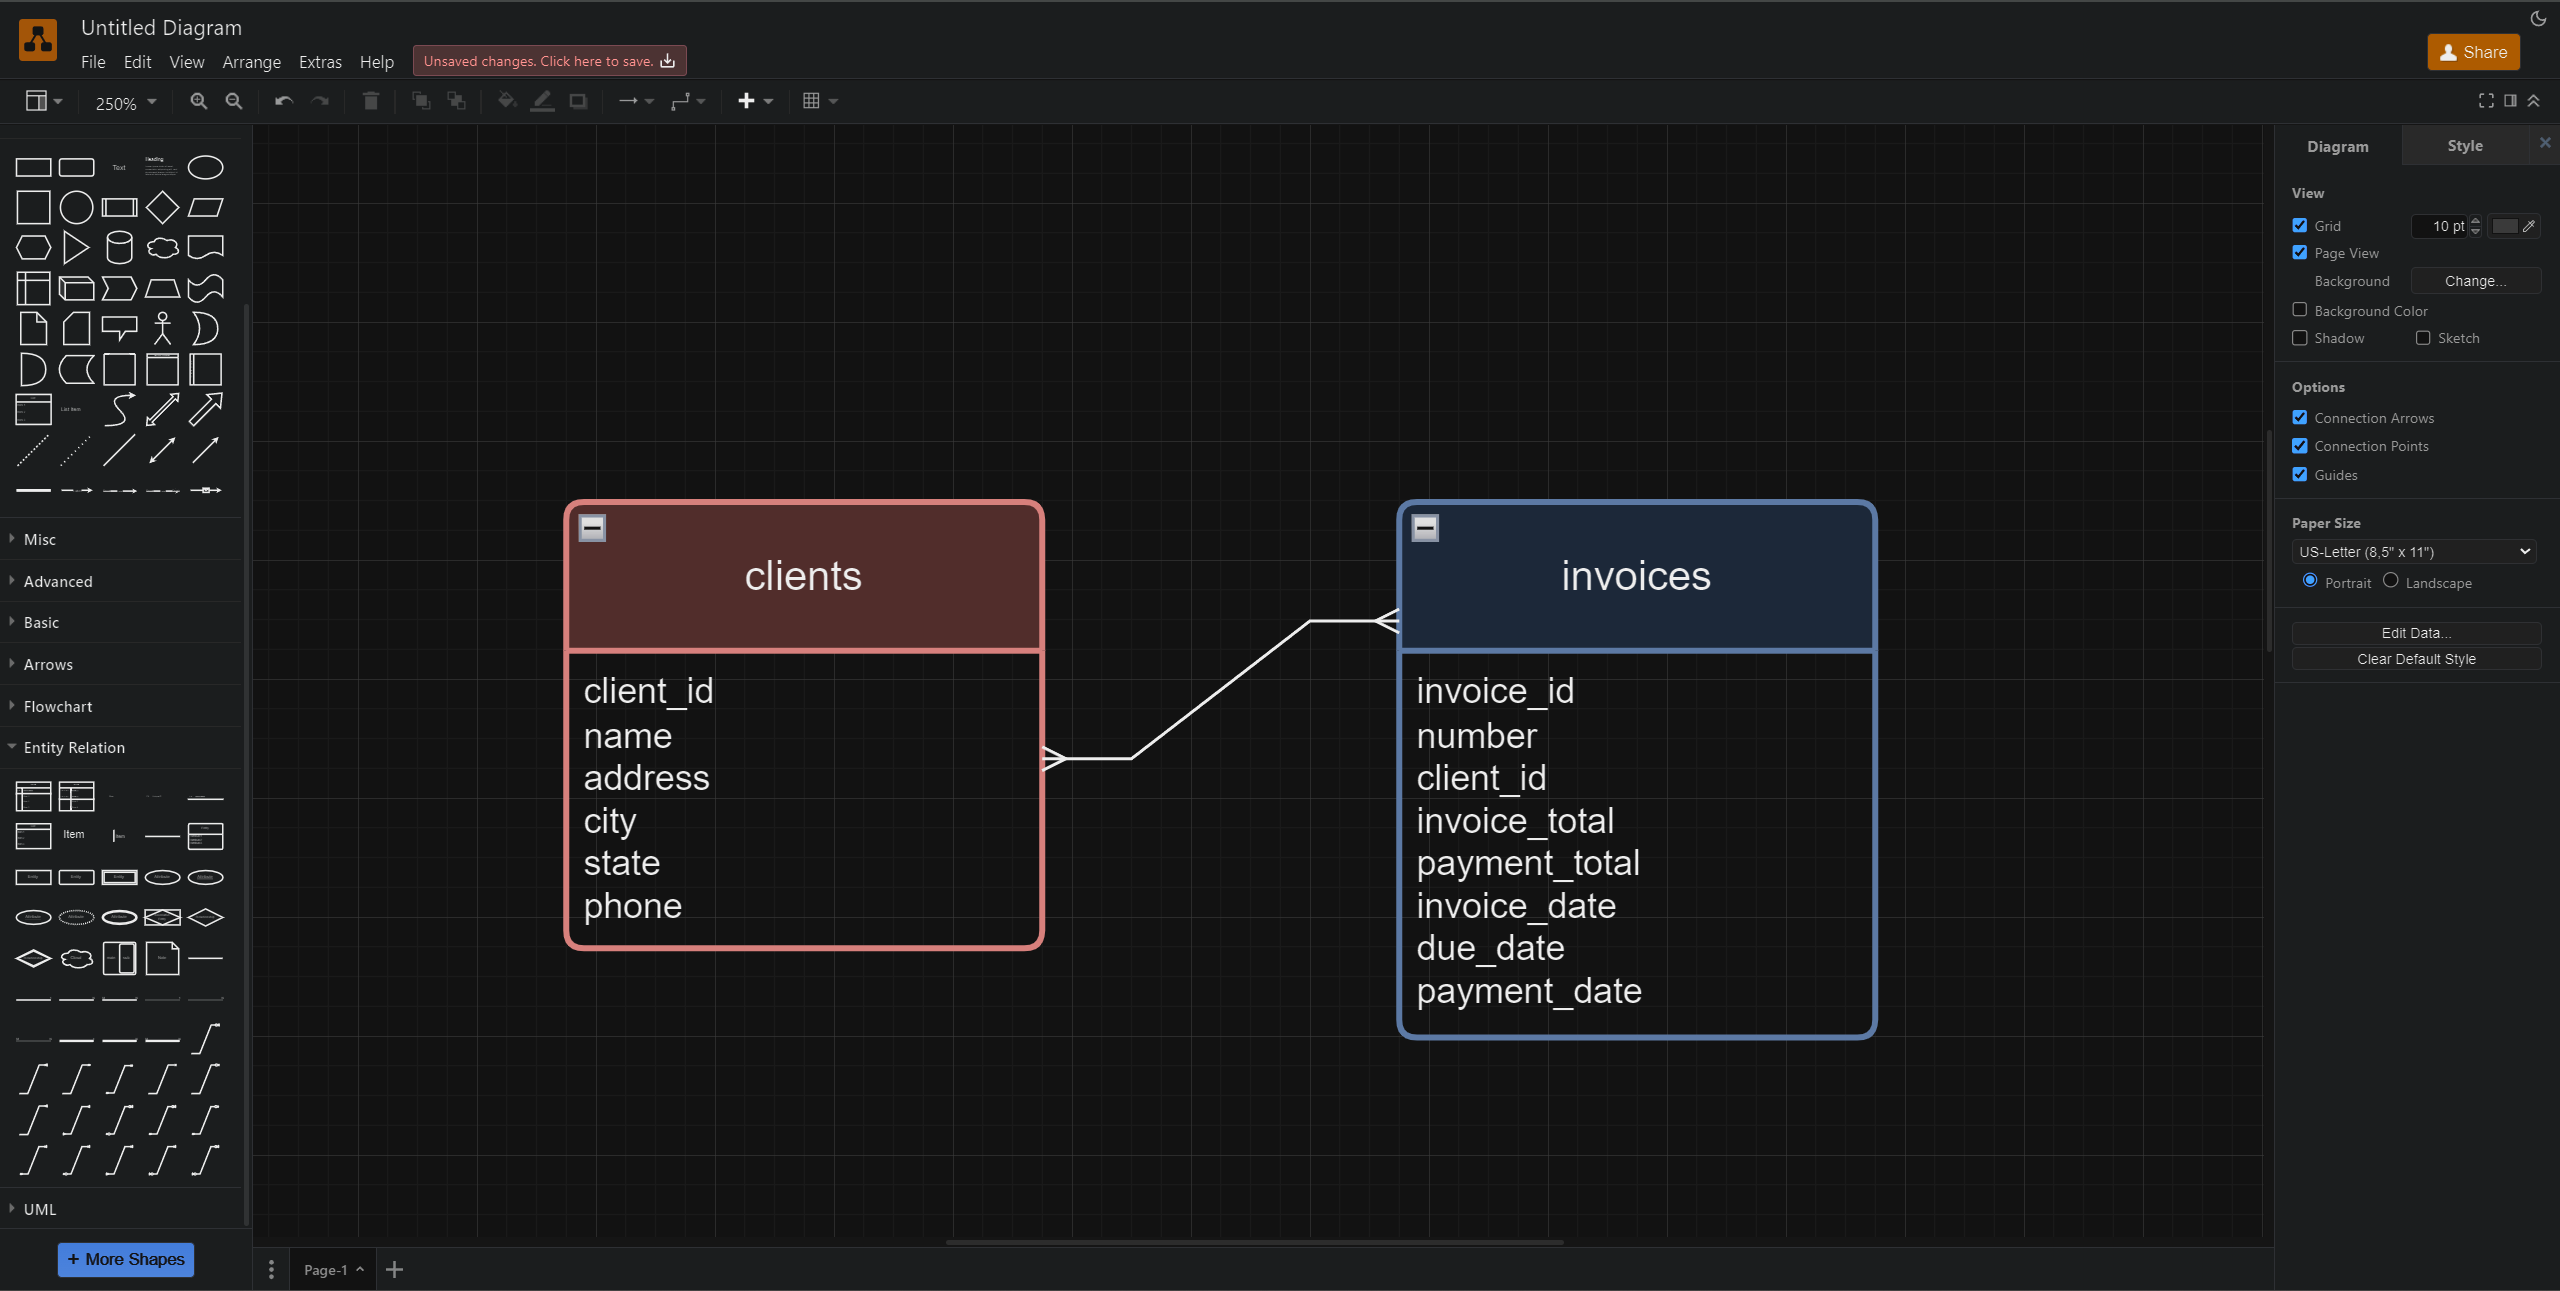 Untitled Diagram
File Edit View Arrange Extras Help Unsaved changes. Click here to save.
Share
250%
Text
Heading
List Item
Misc
Advanced
Basic
Arrows
Flowchart
Entity Relation
Item
UML
+ More Shapes
clients
client_id
name
address
city
state
phone
invoices
invoice_id
number
client_id
invoice_total
payment_total
invoice_date
due_date
payment_date
Page-1
Diagram Style
View
Grid 10 pt
Page View
Background Change...
Background Color
Shadow Sketch
Options
Connection Arrows
Connection Points
Guides
Paper Size
US-Letter (8,5" x 11")
Portrait Landscape
Edit Data...
Clear Default Style